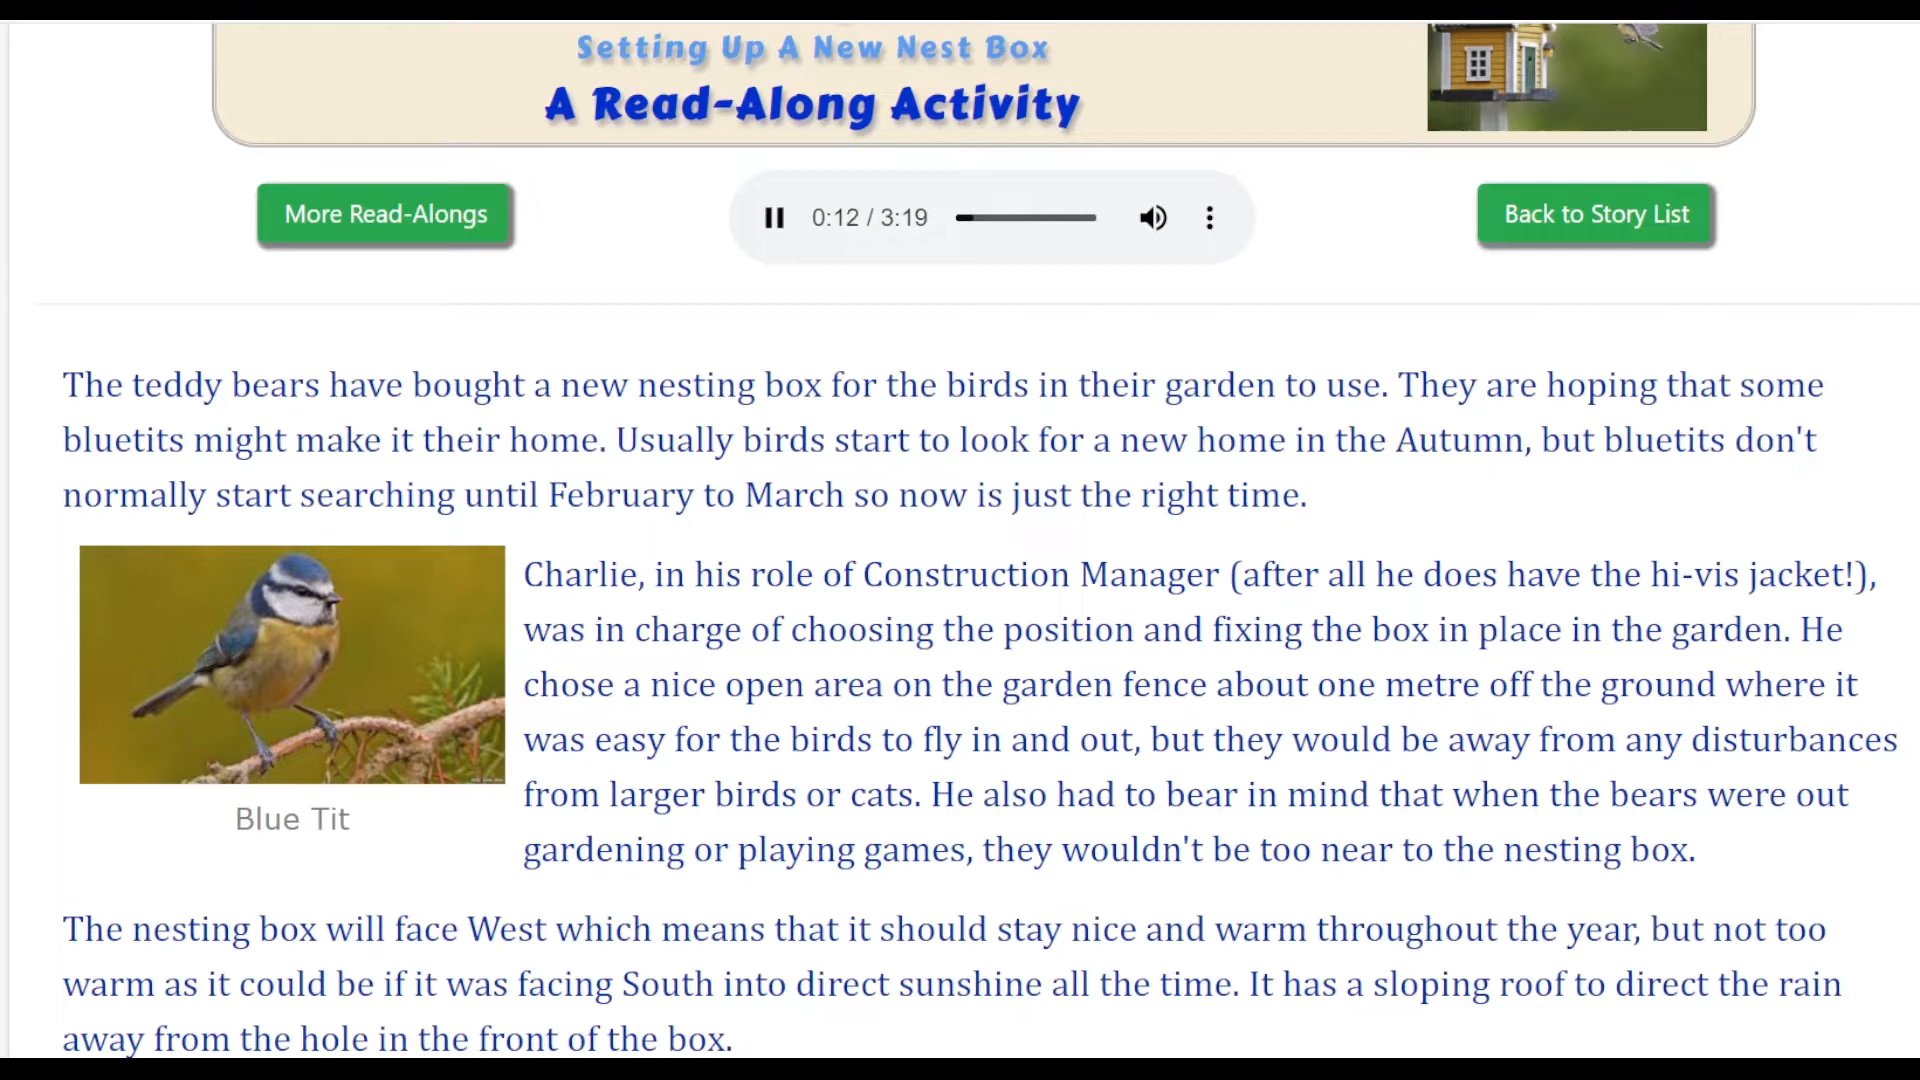 Setting Up A New Nest Box
A Read-Along Activity
More Read-Alongs
0:12 / 3:19
Back to Story List
The teddy bears have bought a new nesting box for the birds in their garden to use. They are hoping that some
bluetits might make it their home. Usually birds start to look for a new home in the Autumn, but bluetits don't
normally start searching until February to March so now is just the right time.
Charlie, in his role of Construction Manager (after all he does have the hi-vis jacket!),
was in charge of choosing the position and fixing the box in place in the garden. He
chose a nice open area on the garden fence about one metre off the ground where it
was easy for the birds to fly in and out, but they would be away from any disturbances
from larger birds or cats. He also had to bear in mind that when the bears were out
gardening or playing games, they wouldn't be too near to the nesting box.
Blue Tit
The nesting box will face West which means that it should stay nice and warm throughout the year, but not too
warm as it could be if it was facing South into direct sunshine all the time. It has a sloping roof to direct the rain
away from the hole in the front of the box.